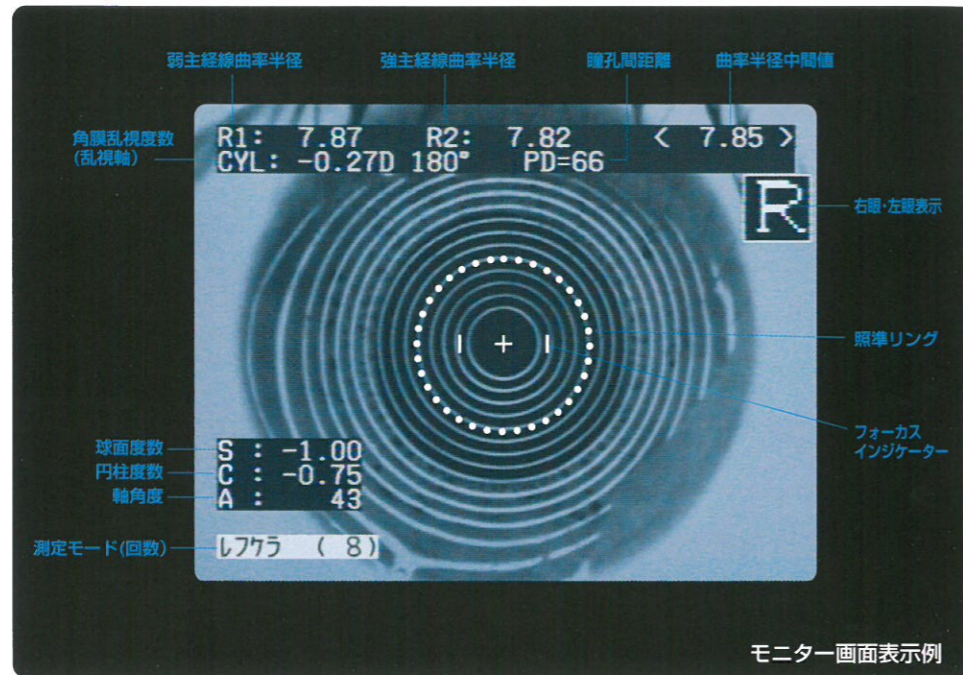 弱主経線曲率半径 強主経線曲率半径 瞳孔間距離 曲率半径中間値
角膜乱視度数
(乱視軸)
R1: 7.87 R2: 7.82 < 7.85 >
CYL: -0.27D 180° PD=66
R
右眼・左眼表示
照準リング
フォーカス
インジケーター
球面度数
S : -1.00
円柱度数
C : -0.75
軸角度
A : 43
測定モード(回数)
レフケラ ( 8)
モニター画面表示例